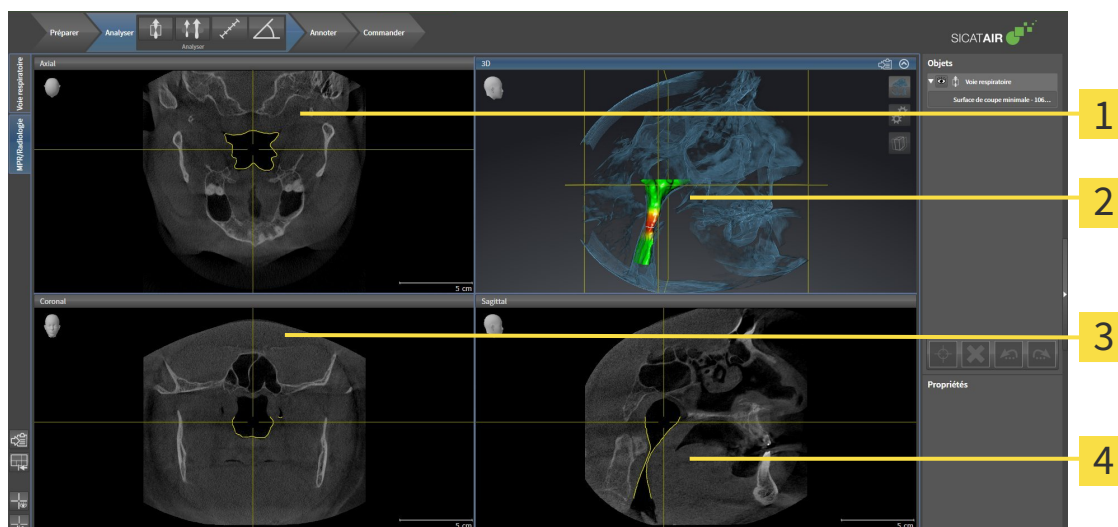 Préparer
Analyser
Analyser
Annoter
Commander
SICATAIR
Voie respiratoire
MPR/Radiologie
Axial
3D
Objets
Voie respiratoire
Surface de coupe minimale - 106...
5 cm
1
2
Coronal
Sagittal
3
Propriétés
4
5 cm
5 cm